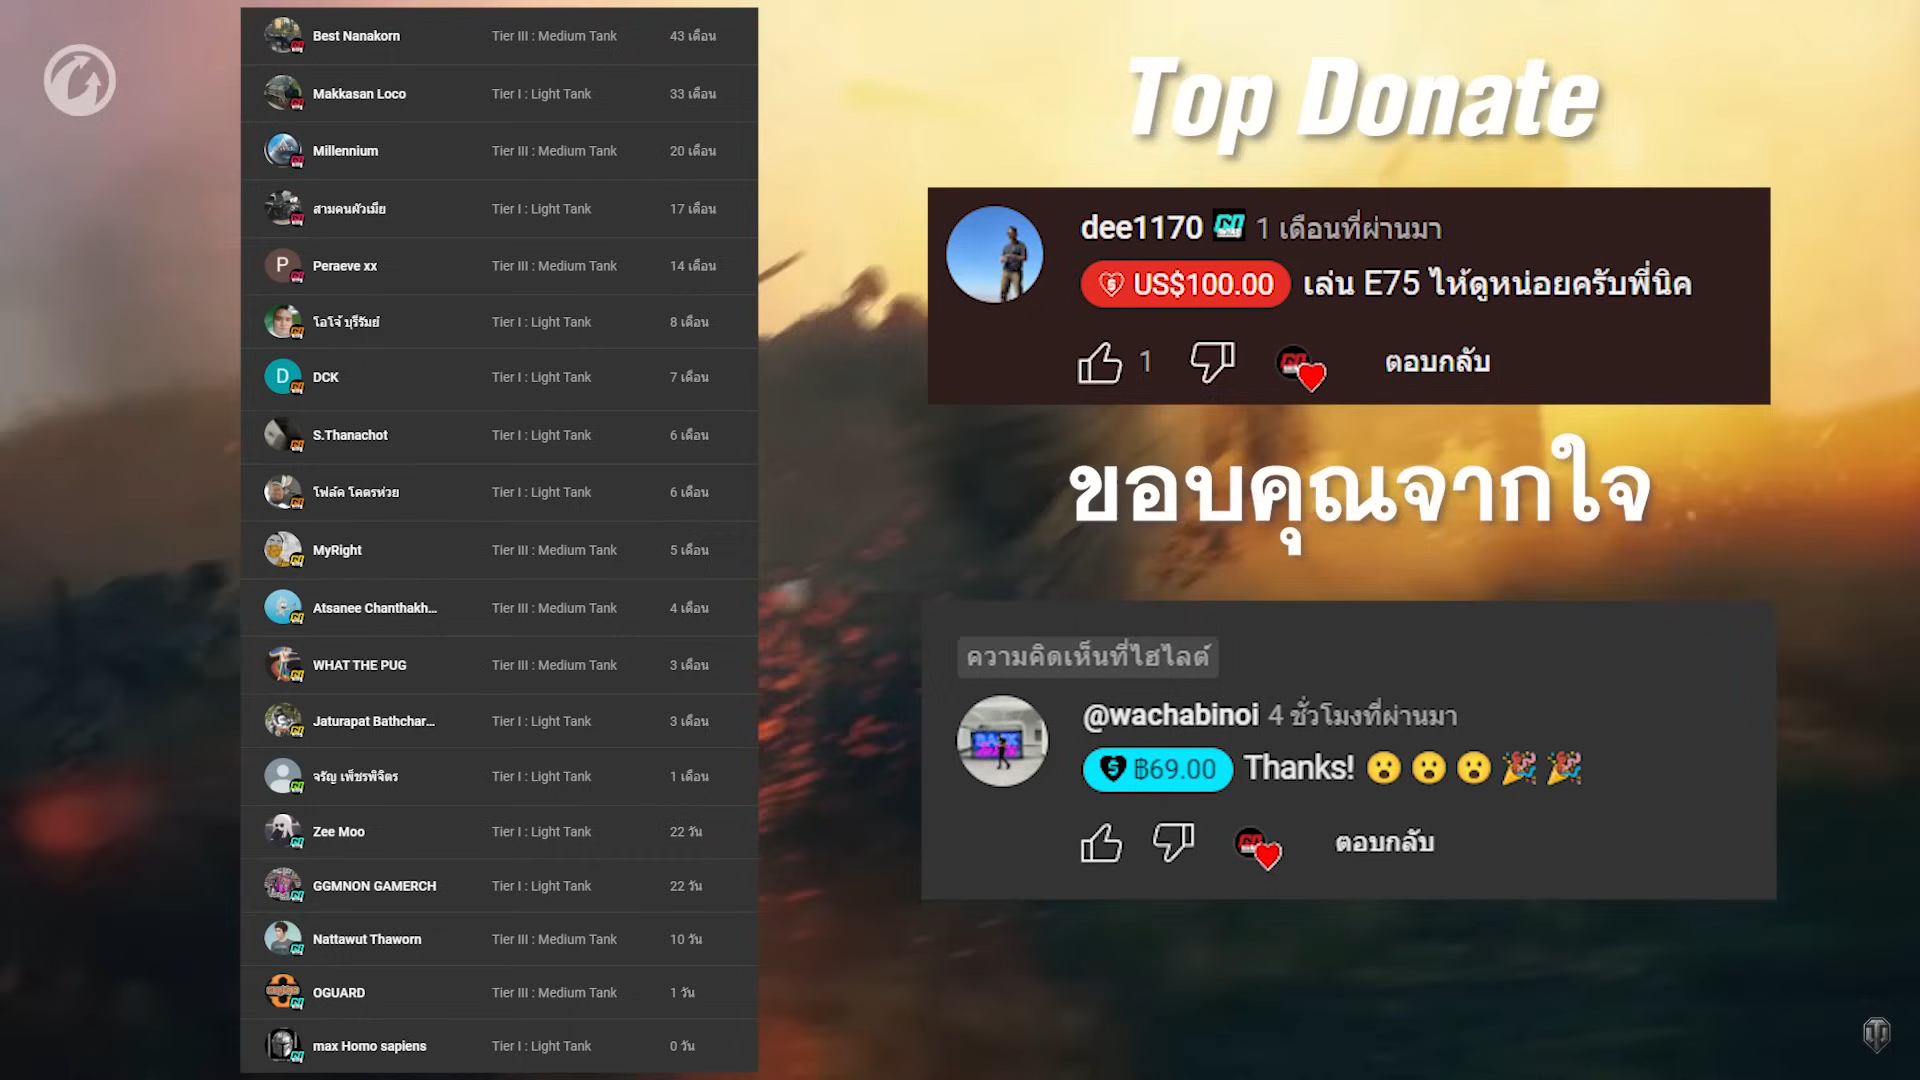 Best Nanakorn Tier III : Medium Tank 43 เดือน
Makkasan Loco Tier I : Light Tank 33 เดือน
Millennium Tier III : Medium Tank 20 เดือน
สามคนผัวเมีย Tier I : Light Tank 17 เดือน
P Peraeve xx Tier III : Medium Tank 14 เดือน
โอโจ้ บุรีรัมย์ Tier I : Light Tank 8 เดือน
D DCK Tier I : Light Tank 7 เดือน
S.Thanachot Tier I : Light Tank 6 เดือน
โฟล์ค โคตรห่วย Tier I : Light Tank 6 เดือน
MyRight Tier III : Medium Tank 5 เดือน
Atsanee Chanthakh... Tier III : Medium Tank 4 เดือน
WHAT THE PUG Tier III : Medium Tank 3 เดือน
Jaturapat Bathchar... Tier I : Light Tank 3 เดือน
จรัญ เพ็ชรพิจิตร Tier I : Light Tank 1 เดือน
Zee Moo Tier I : Light Tank 22 วัน
GGMNON GAMERCH Tier I : Light Tank 22 วัน
Nattawut Thaworn Tier III : Medium Tank 10 วัน
OGUARD Tier III : Medium Tank 1 วัน
max Homo sapiens Tier I : Light Tank 0 วัน
Top Donate
dee1170 1 เดือนที่ผ่านมา
US$100.00 เล่น E75 ไห้ดูหน่อยครับพี่นิค
1 ตอบกลับ
ขอบคุณจากใจ
ความคิดเห็นที่ไฮไลต์
@wachabinoi 4 ชั่วโมงที่ผ่านมา
฿69.00 Thanks! 😮 😮 😮 🎉 🎉
ตอบกลับ